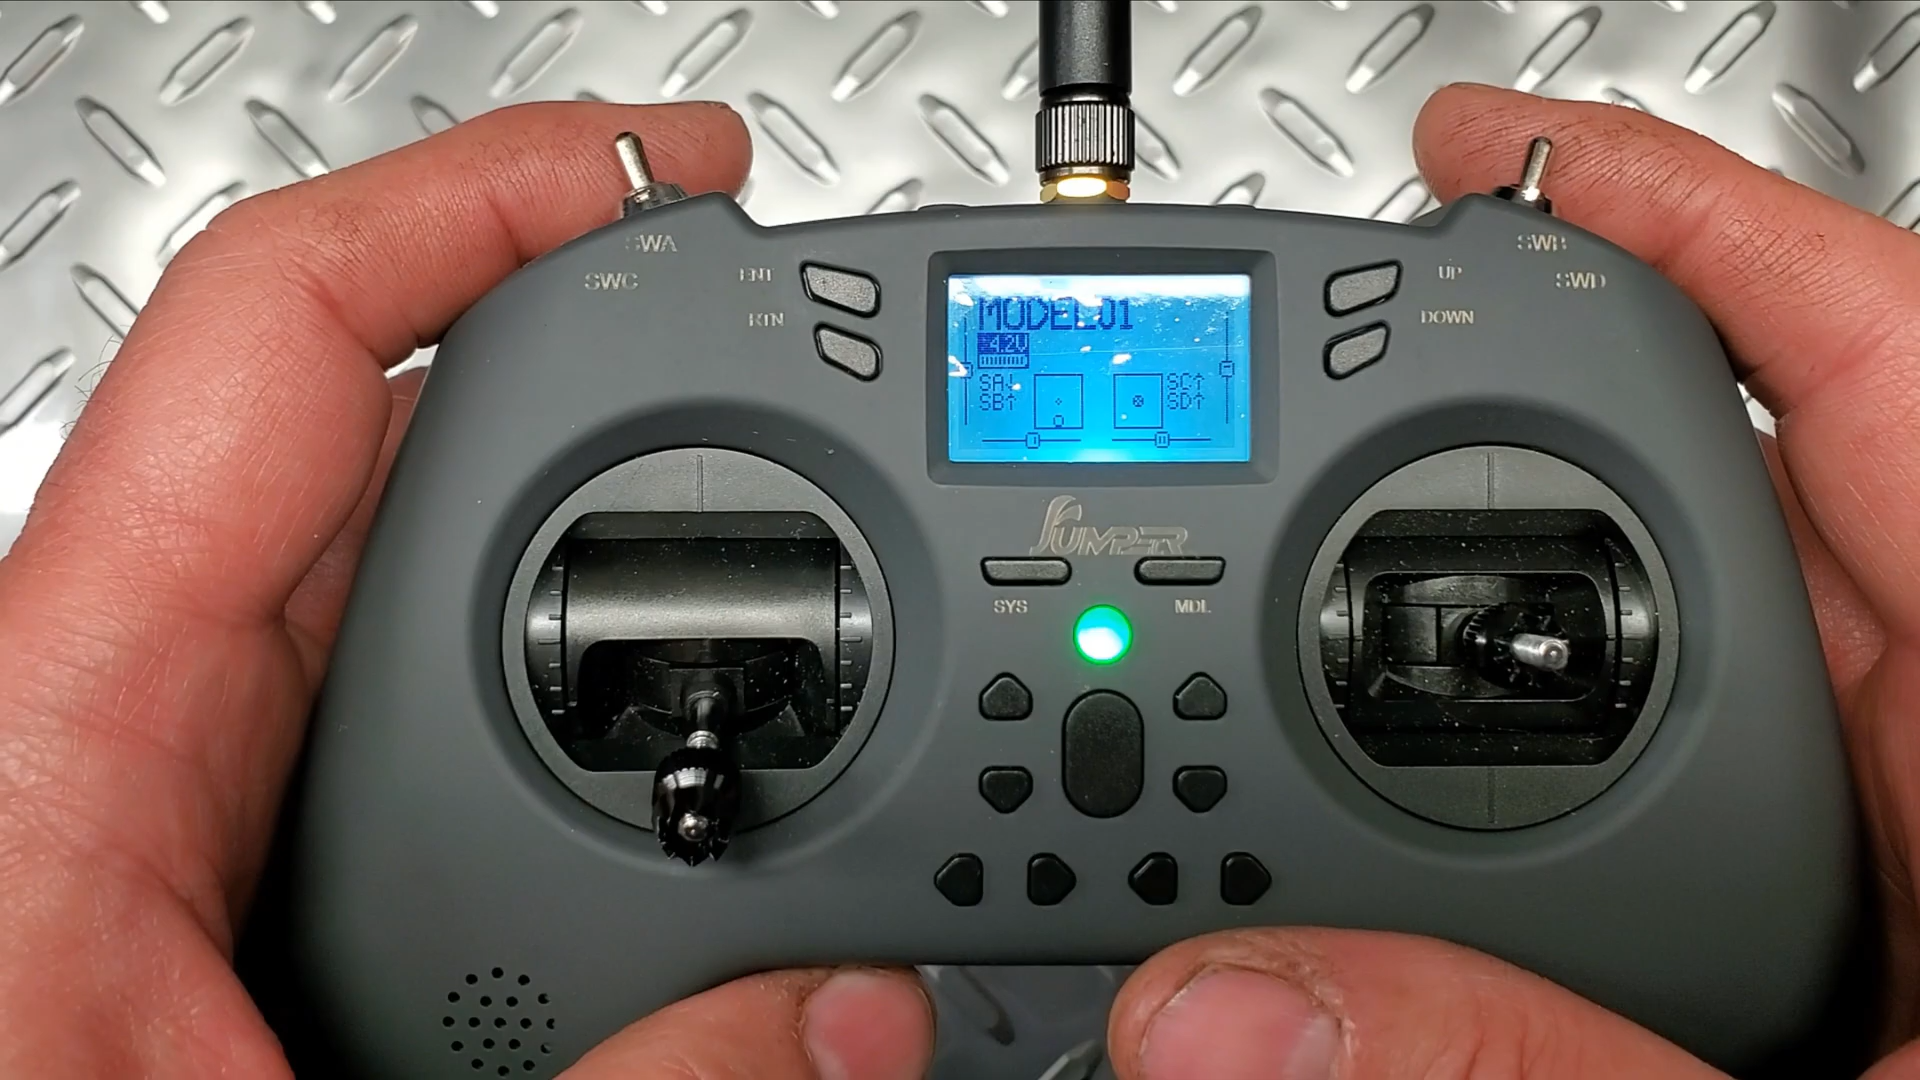 SWA
SWB
SWC
ENT
UP
SWD
RTN
DOWN
MODEL01
4.2V
SA↓
SC↑
SB↑
SD↑
JUMPER
SYS
MDL